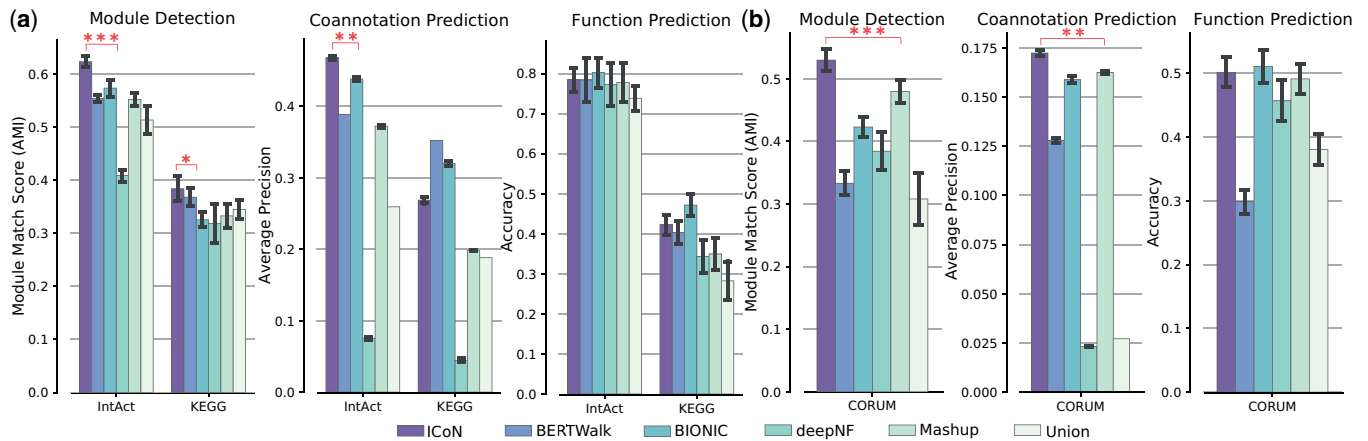 (a)
Module Detection
***
*
Module Match Score (AMI)
0.6
0.5
0.4
0.3
0.2
0.1
0.0
IntAct
KEGG
Coannotation Prediction
**
Average Precision
0.4
0.3
0.2
0.1
0.0
IntAct
KEGG
Function Prediction
Accuracy
0.8
0.7
0.6
0.5
0.4
0.3
0.2
0.1
0.0
IntAct
KEGG
(b)
Module Detection
***
Module Match Score (AMI)
0.5
0.4
0.3
0.2
0.1
0.0
CORUM
Coannotation Prediction
**
Average Precision
0.175
0.150
0.125
0.100
0.075
0.050
0.025
0.000
CORUM
Function Prediction
Accuracy
0.5
0.4
0.3
0.2
0.1
0.0
CORUM
ICoN
BERTWalk
BIONIC
deepNF
Mashup
Union